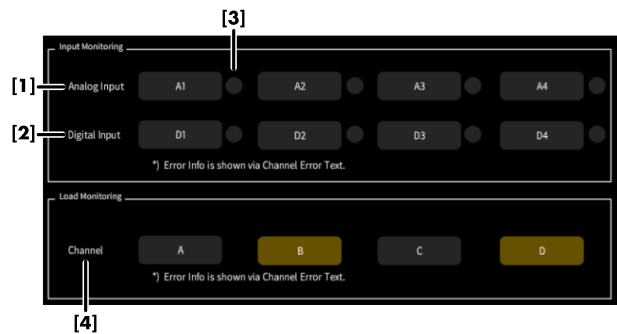 [3]
Input Monitoring
[1] Analog Input A1 A2 A3 A4
[2] Digital Input D1 D2 D3 D4
*) Error Info is shown via Channel Error Text.
Load Monitoring
Channel A B C D
*) Error Info is shown via Channel Error Text.
[4]